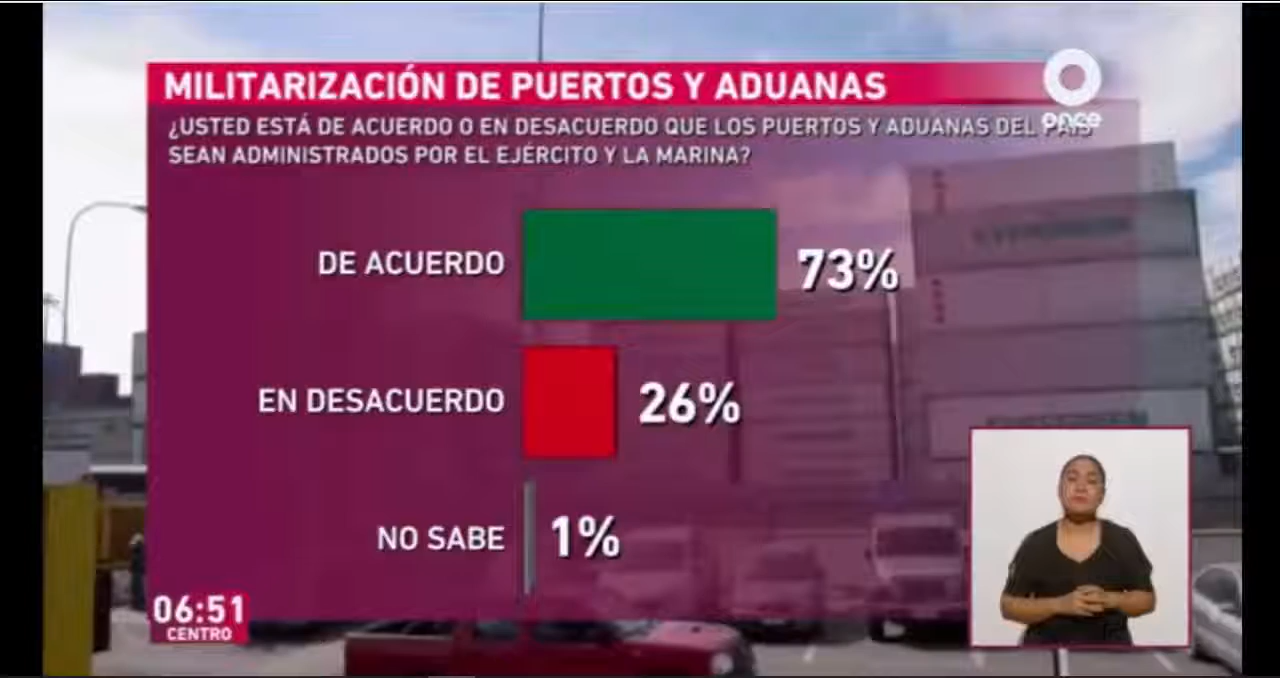 MILITARIZACIÓN DE PUERTOS Y ADUANAS
once
¿USTED ESTÁ DE ACUERDO O EN DESACUERDO QUE LOS PUERTOS Y ADUANAS DEL PAÍS
SEAN ADMINISTRADOS POR EL EJÉRCITO Y LA MARINA?
DE ACUERDO 73%
EN DESACUERDO 26%
NO SABE 1%
06:51
CENTRO